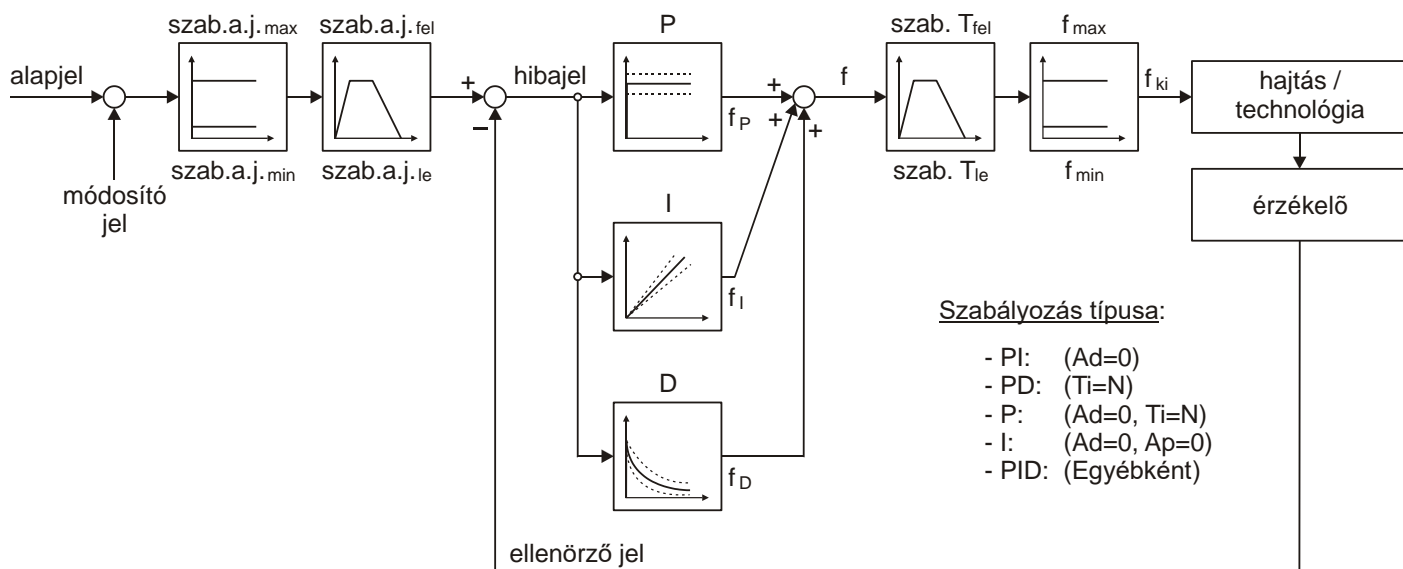 szab.a.j.max
szab.a.j.fel
P
szab. Tfel
fmax
alapjel
+
hibajel
+
f
fki
hajtás /
technológia
–
fP
+
+
szab.a.j.min
szab.a.j.le
szab. Tle
fmin
módosító
jel
I
érzékelõ
fI
Szabályozás típusa:
- PI: (Ad=0)
- PD: (Ti=N)
- P: (Ad=0, Ti=N)
- I: (Ad=0, Ap=0)
- PID: (Egyébként)
D
fD
ellenörző jel